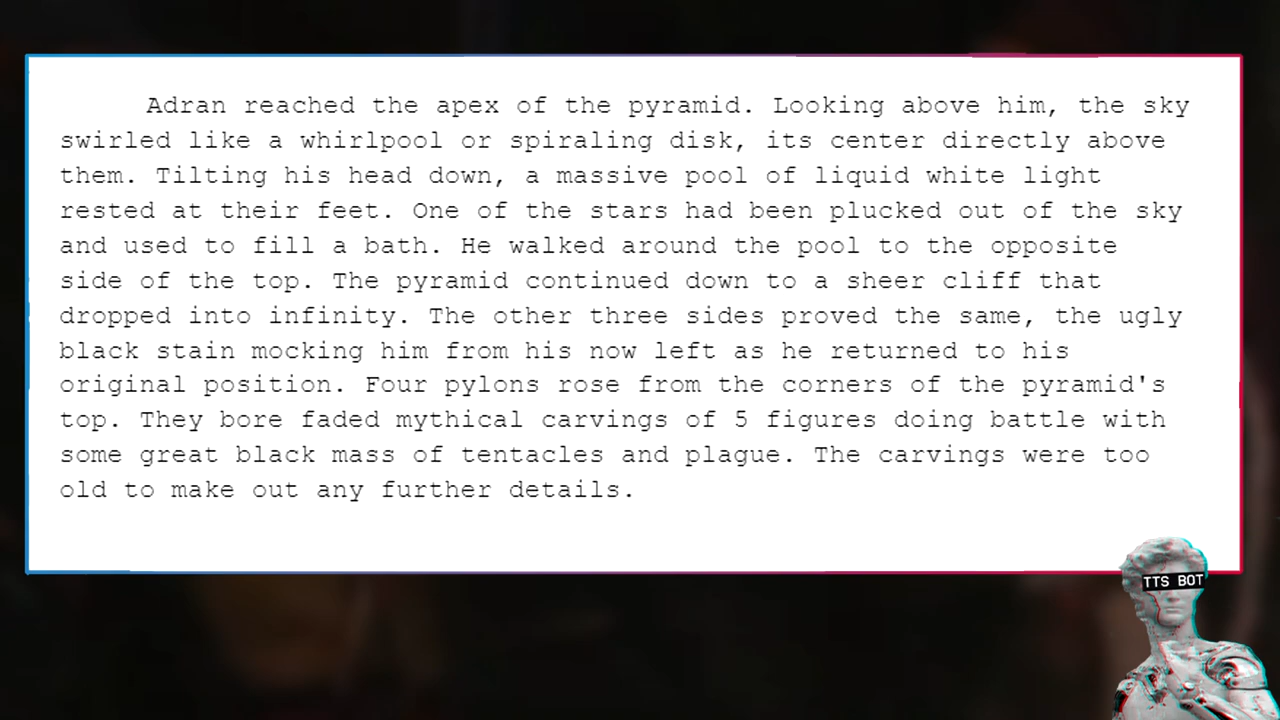 Adran reached the apex of the pyramid. Looking above him, the sky
swirled like a whirlpool or spiraling disk, its center directly above
them. Tilting his head down, a massive pool of liquid white light
rested at their feet. One of the stars had been plucked out of the sky
and used to fill a bath. He walked around the pool to the opposite
side of the top. The pyramid continued down to a sheer cliff that
dropped into infinity. The other three sides proved the same, the ugly
black stain mocking him from his now left as he returned to his
original position. Four pylons rose from the corners of the pyramid's
top. They bore faded mythical carvings of 5 figures doing battle with
some great black mass of tentacles and plague. The carvings were too
old to make out any further details.
TTS BOT